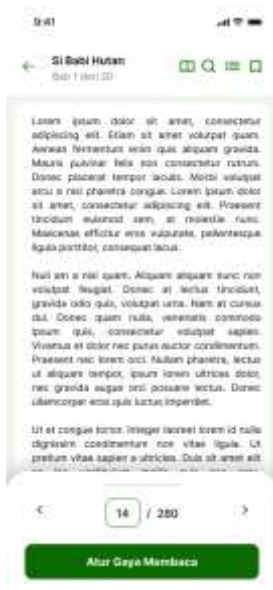 9:41
Si Babi Hutan
Bab 1 dari 20
Lorem ipsum dolor sit amet, consectetur
adipiscing elit. Etiam sit amet volutpat quam.
Aenean fermentum enim quis aliquam gravida.
Mauris pulvinar felis non consectetur rutrum.
Donec placerat tempor iaculis. Morbi volutpat
arcu a nisl pharetra congue. Lorem ipsum dolor
sit amet, consectetur adipiscing elit. Praesent
tincidunt euismod sem, at molestie nunc.
Maecenas efficitur eros vulputate, pellentesque
ligula porttitor, consequat lacus.
Null am a nisl quam. Aliquam aliquam nunc non
volutpat feugiat. Donec at lectus tincidunt,
gravida odio quis, volutpat urna. Nam at cursus
dui. Donec quam nulla, venenatis commodo
ipsum quis, consectetur volutpat sapien.
Vivamus et dolor nec purus auctor condimentum.
Praesent nec lorem orci. Nullam pharetra, lectus
ut aliquam tempor, ipsum lorem ultrices dolor,
nec gravida augue orci posuere lectus. Donec
ullamcorper eros quis luctus imperdiet.
Ut et congue tortor. Integer laoreet lorem id nulla
dignissim condimentum non vitae ligula. Ut
pretium vitae sapien a ultricies. Duis sit amet elit
14 / 280
Atur Gaya Membaca